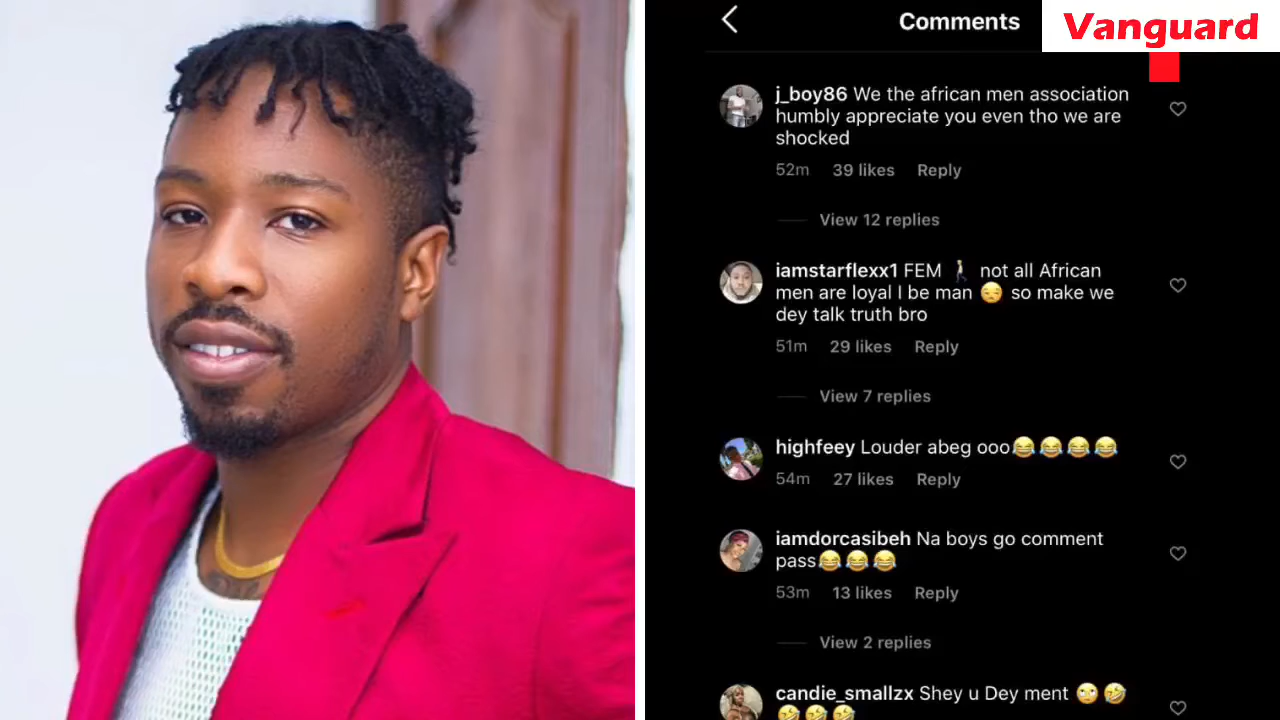 Comments
Vanguard
j_boy86 We the african men association
humbly appreciate you even tho we are
shocked
52m 39 likes Reply
View 12 replies
iamstarflexx1 FEM 🚶 not all African
men are loyal I be man 😒 so make we
dey talk truth bro
51m 29 likes Reply
View 7 replies
highfeey Louder abeg ooo😂😂😂😂
54m 27 likes Reply
iamdorcasibeh Na boys go comment
pass😂😂😂
53m 13 likes Reply
View 2 replies
candie_smallzx Shey u Dey ment 🙄🤣
🤣🤣🤣